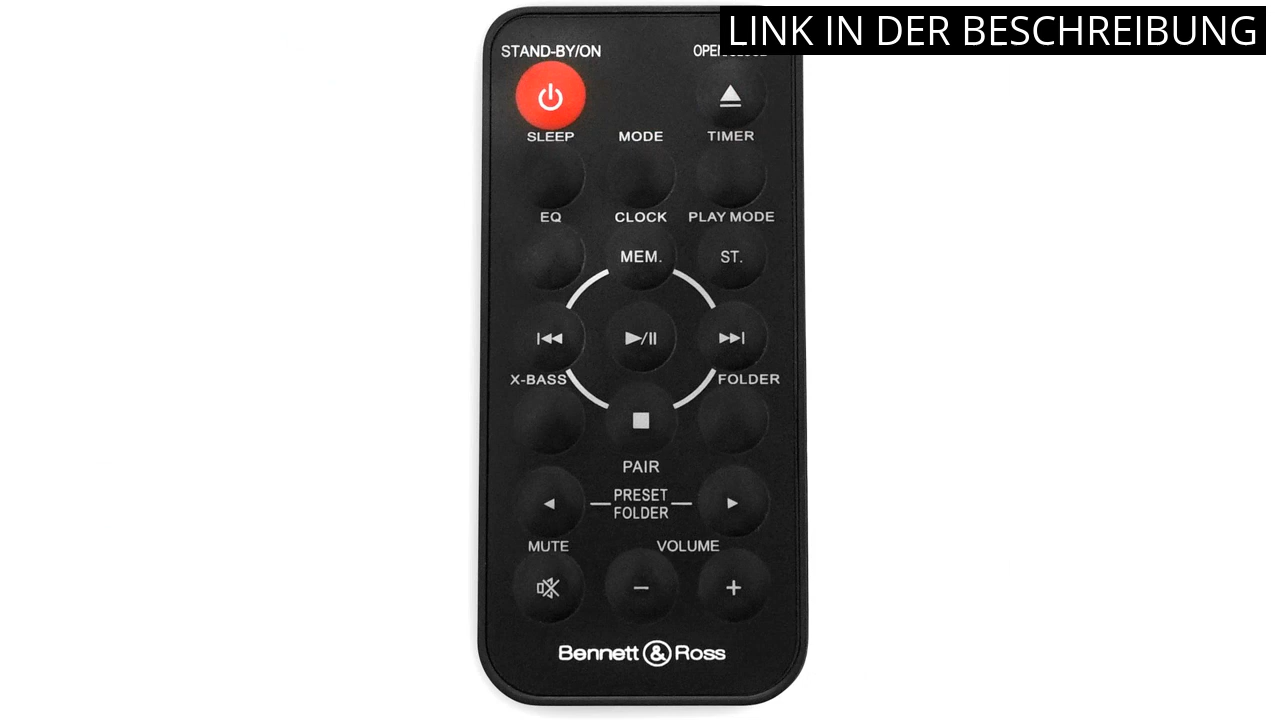 LINK IN DER BESCHREIBUNG
STAND-BY/ON
SLEEP MODE TIMER
EQ CLOCK PLAY MODE
MEM. ST.
X-BASS FOLDER
PAIR
PRESET
FOLDER
MUTE VOLUME
Bennett & Ross